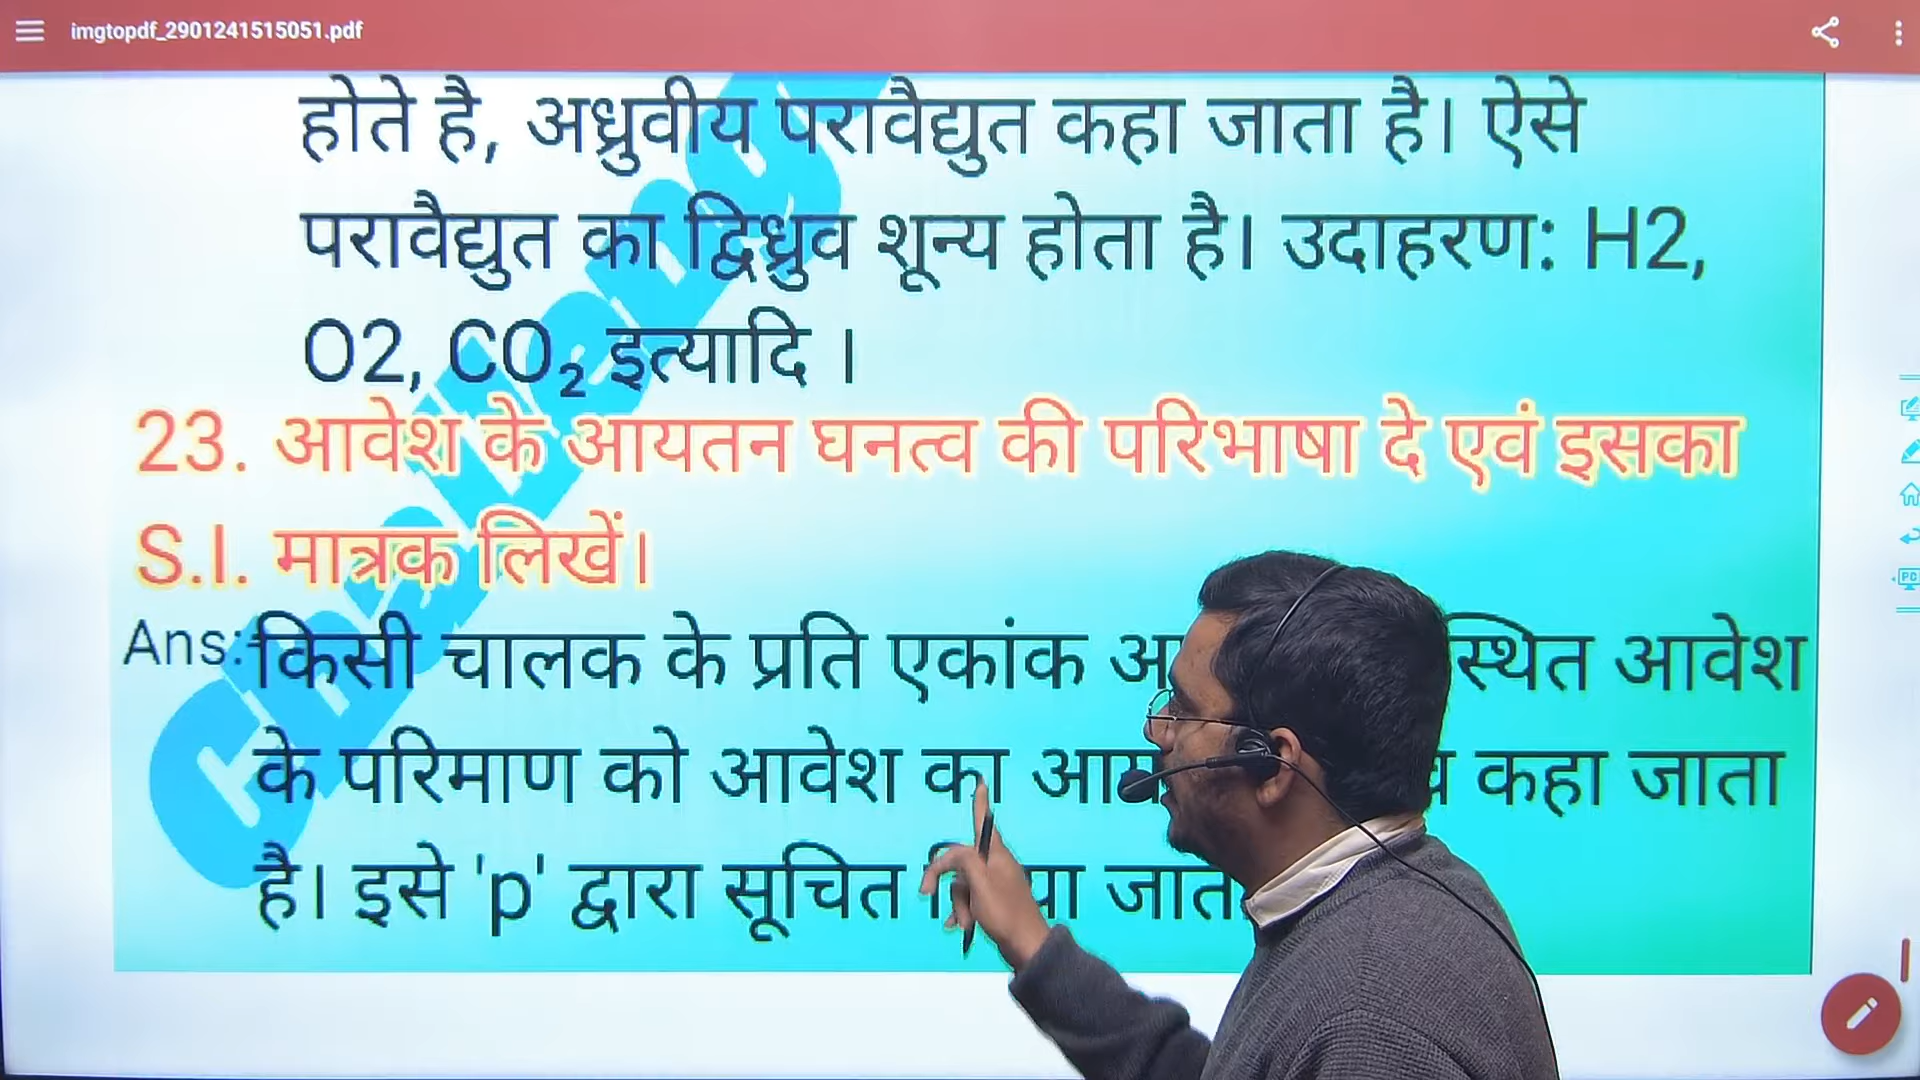 imgtopdf_2901241515051.pdf
होते है, अध्रुवीय परावैद्युत कहा जाता है। ऐसे
परावैद्युत का द्विध्रुव शून्य होता है। उदाहरण: H2,
O2, CO₂ इत्यादि ।
23. आवेश के आयतन घनत्व की परिभाषा दे एवं इसका
S.I. मात्रक लिखें।
Ans: किसी चालक के प्रति एकांक स्थित आवेश
के परिमाण को आवेश का कहा जाता
है। इसे 'p' द्वारा सूचित
PC